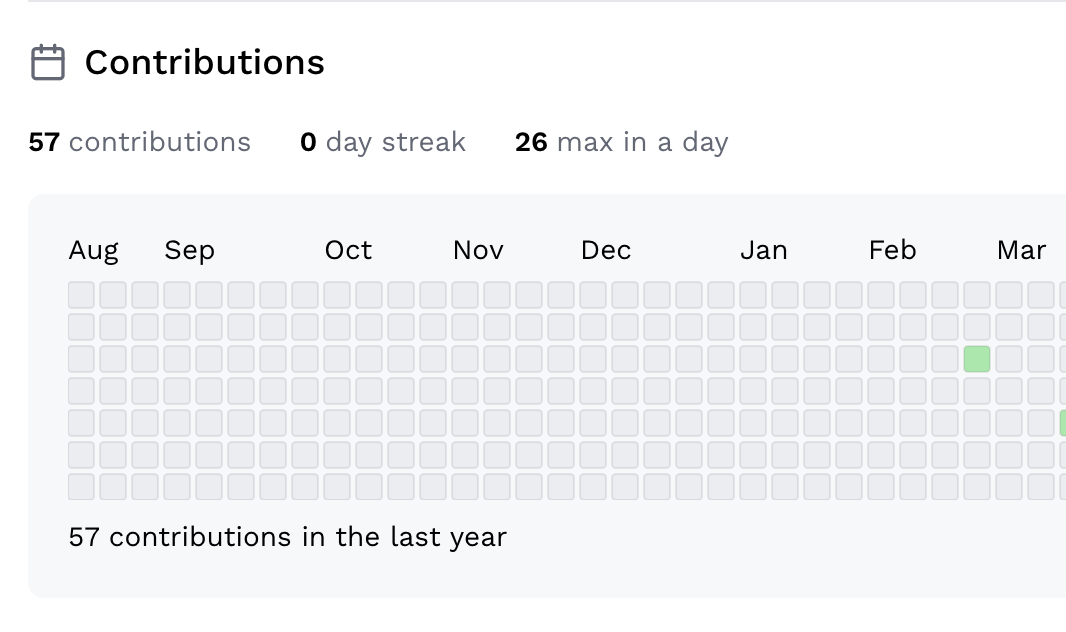 Contributions
57 contributions 0 day streak 26 max in a day
Aug Sep Oct Nov Dec Jan Feb Mar
57 contributions in the last year